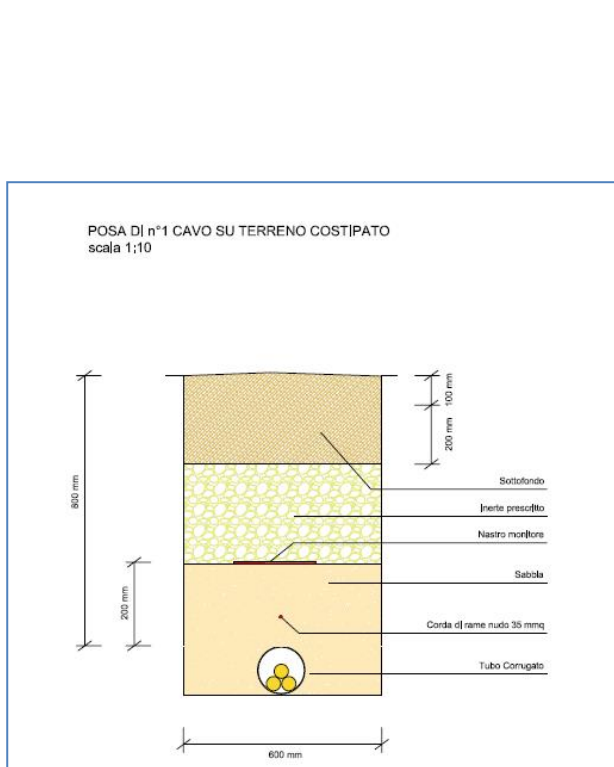 POSA DI n°1 CAVO SU TERRENO COSTIPATO
scala 1:10
100 mm
200 mm
800 mm
Sottofondo
Inerte prescritto
Nastro monitore
Sabbia
200 mm
Corda di rame nudo 35 mmq
Tubo Corrugato
600 mm